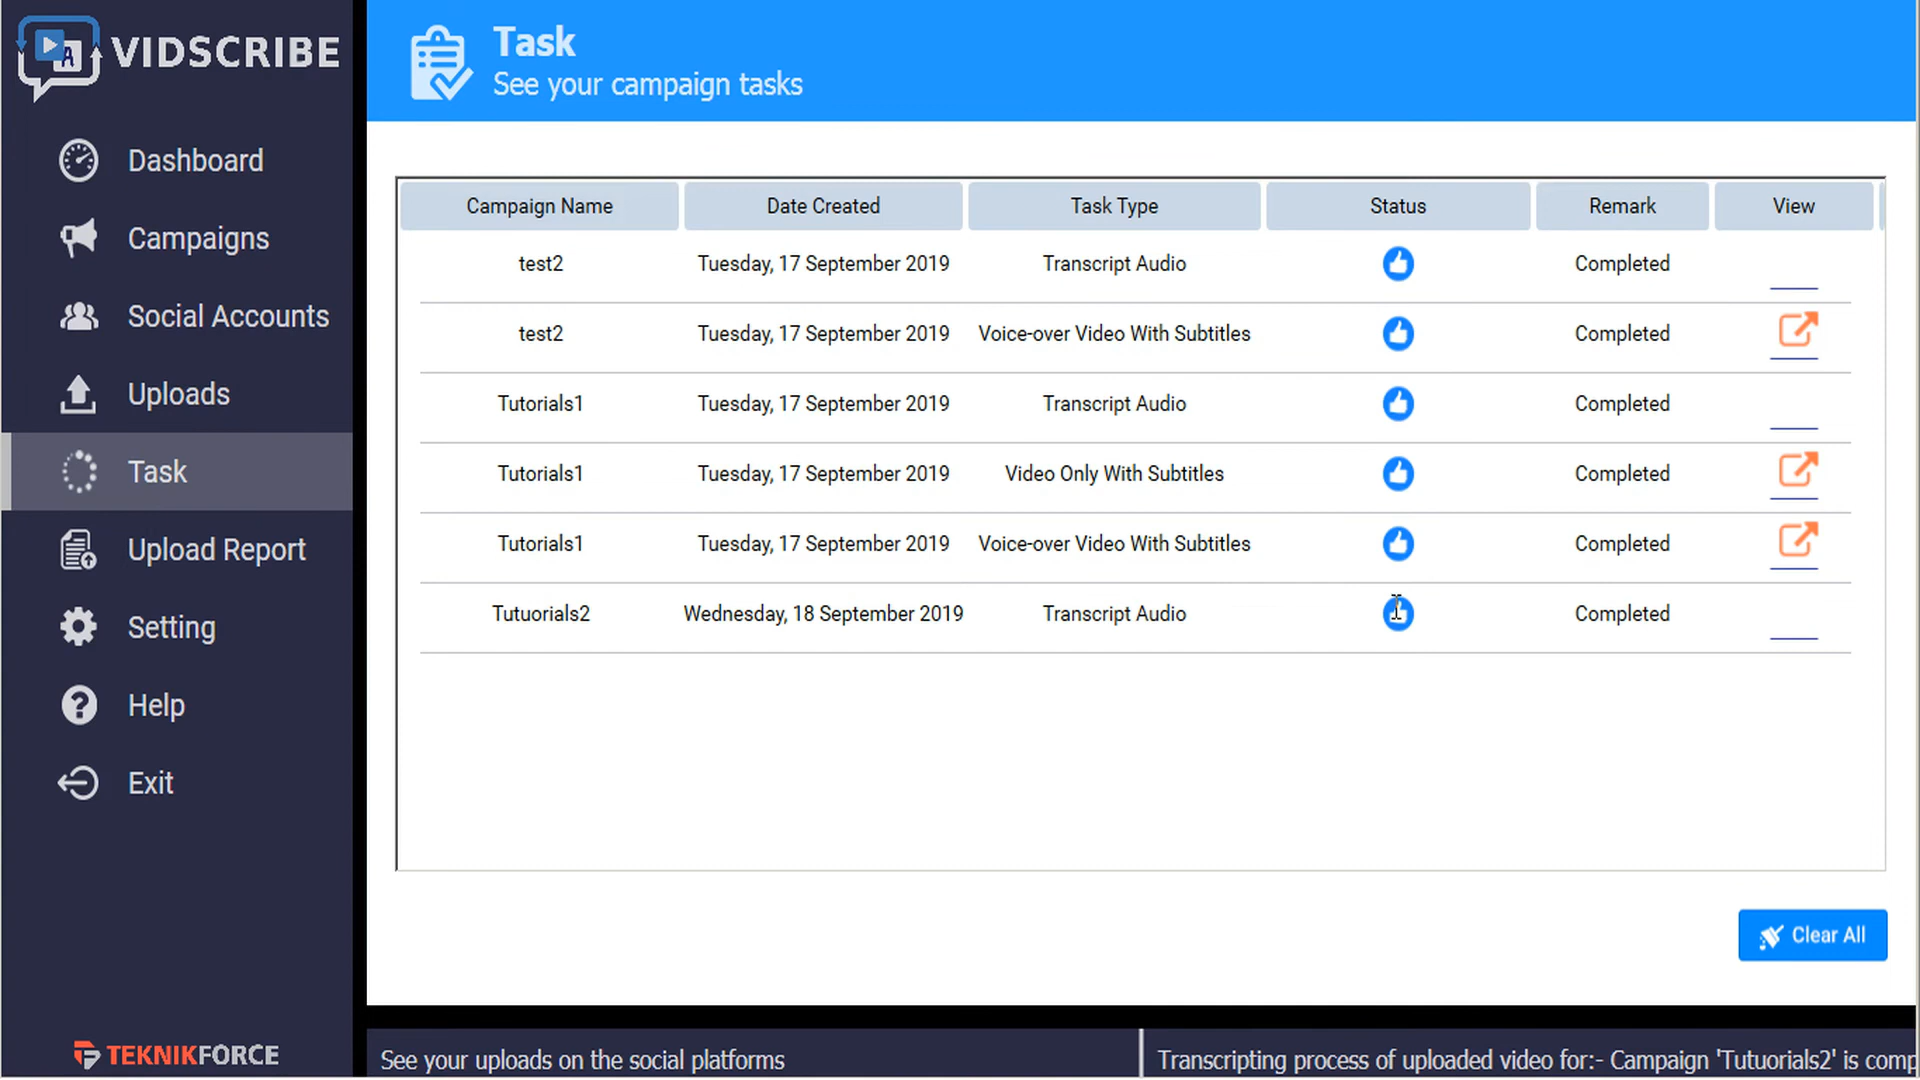 VIDSCRIBE
Dashboard
Campaigns
Social Accounts
Uploads
Task
Upload Report
Setting
Help
Exit
TEKNIKFORCE
Task
See your campaign tasks
Campaign Name Date Created Task Type Status Remark View
test2 Tuesday, 17 September 2019 Transcript Audio Completed
test2 Tuesday, 17 September 2019 Voice-over Video With Subtitles Completed
Tutorials1 Tuesday, 17 September 2019 Transcript Audio Completed
Tutorials1 Tuesday, 17 September 2019 Video Only With Subtitles Completed
Tutorials1 Tuesday, 17 September 2019 Voice-over Video With Subtitles Completed
Tutuorials2 Wednesday, 18 September 2019 Transcript Audio Completed
Clear All
See your uploads on the social platforms
Transcripting process of uploaded video for:- Campaign 'Tutuorials2' is comp